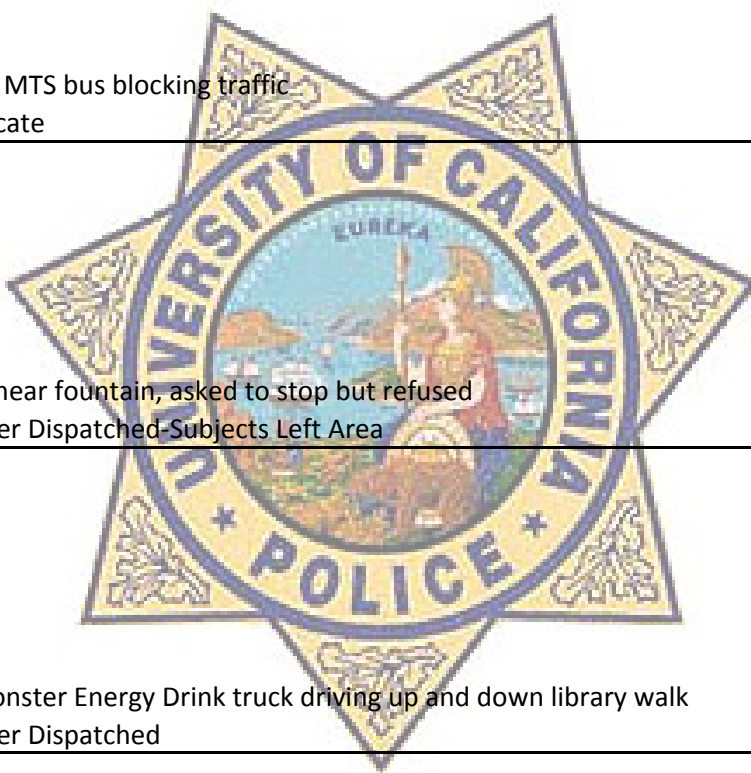 MTS bus blocking traffic
cate
near fountain, asked to stop but refused
er Dispatched-Subjects Left Area
onster Energy Drink truck driving up and down library walk
er Dispatched
UNIVERSITY OF CALIFORNIA
EUREKA
POLICE